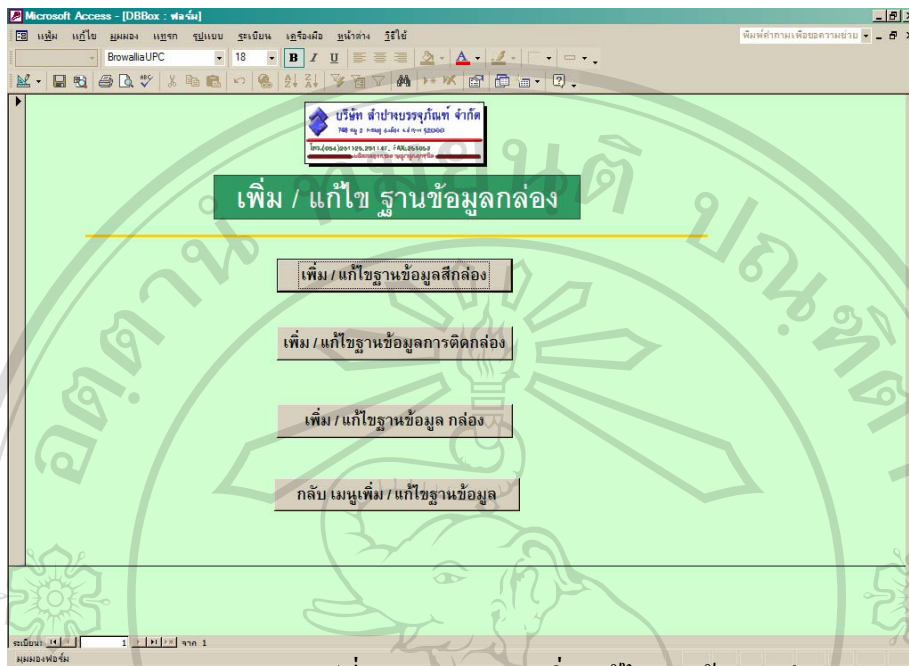 Microsoft Access - [DBBox : ฟอร์ม]
แฟ้ม แก้ไข มุมมอง แทรก รูปแบบ ระเบียน เครื่องมือ หน้าต่าง วิธีใช้ พิมพ์คำถามเพื่อขอความช่วย
BrowalliaUPC 18 B I U
บริษัท ลำปางบรรจุภัณฑ์ จำกัด
เพิ่ม / แก้ไข ฐานข้อมูลกล่อง
เพิ่ม / แก้ไขฐานข้อมูลสีกล่อง
เพิ่ม / แก้ไขฐานข้อมูลการติดกล่อง
เพิ่ม / แก้ไขฐานข้อมูล กล่อง
กลับ เมนูเพิ่ม / แก้ไขฐานข้อมูล
ระเบียน: 1 จาก 1
มุมมองฟอร์ม